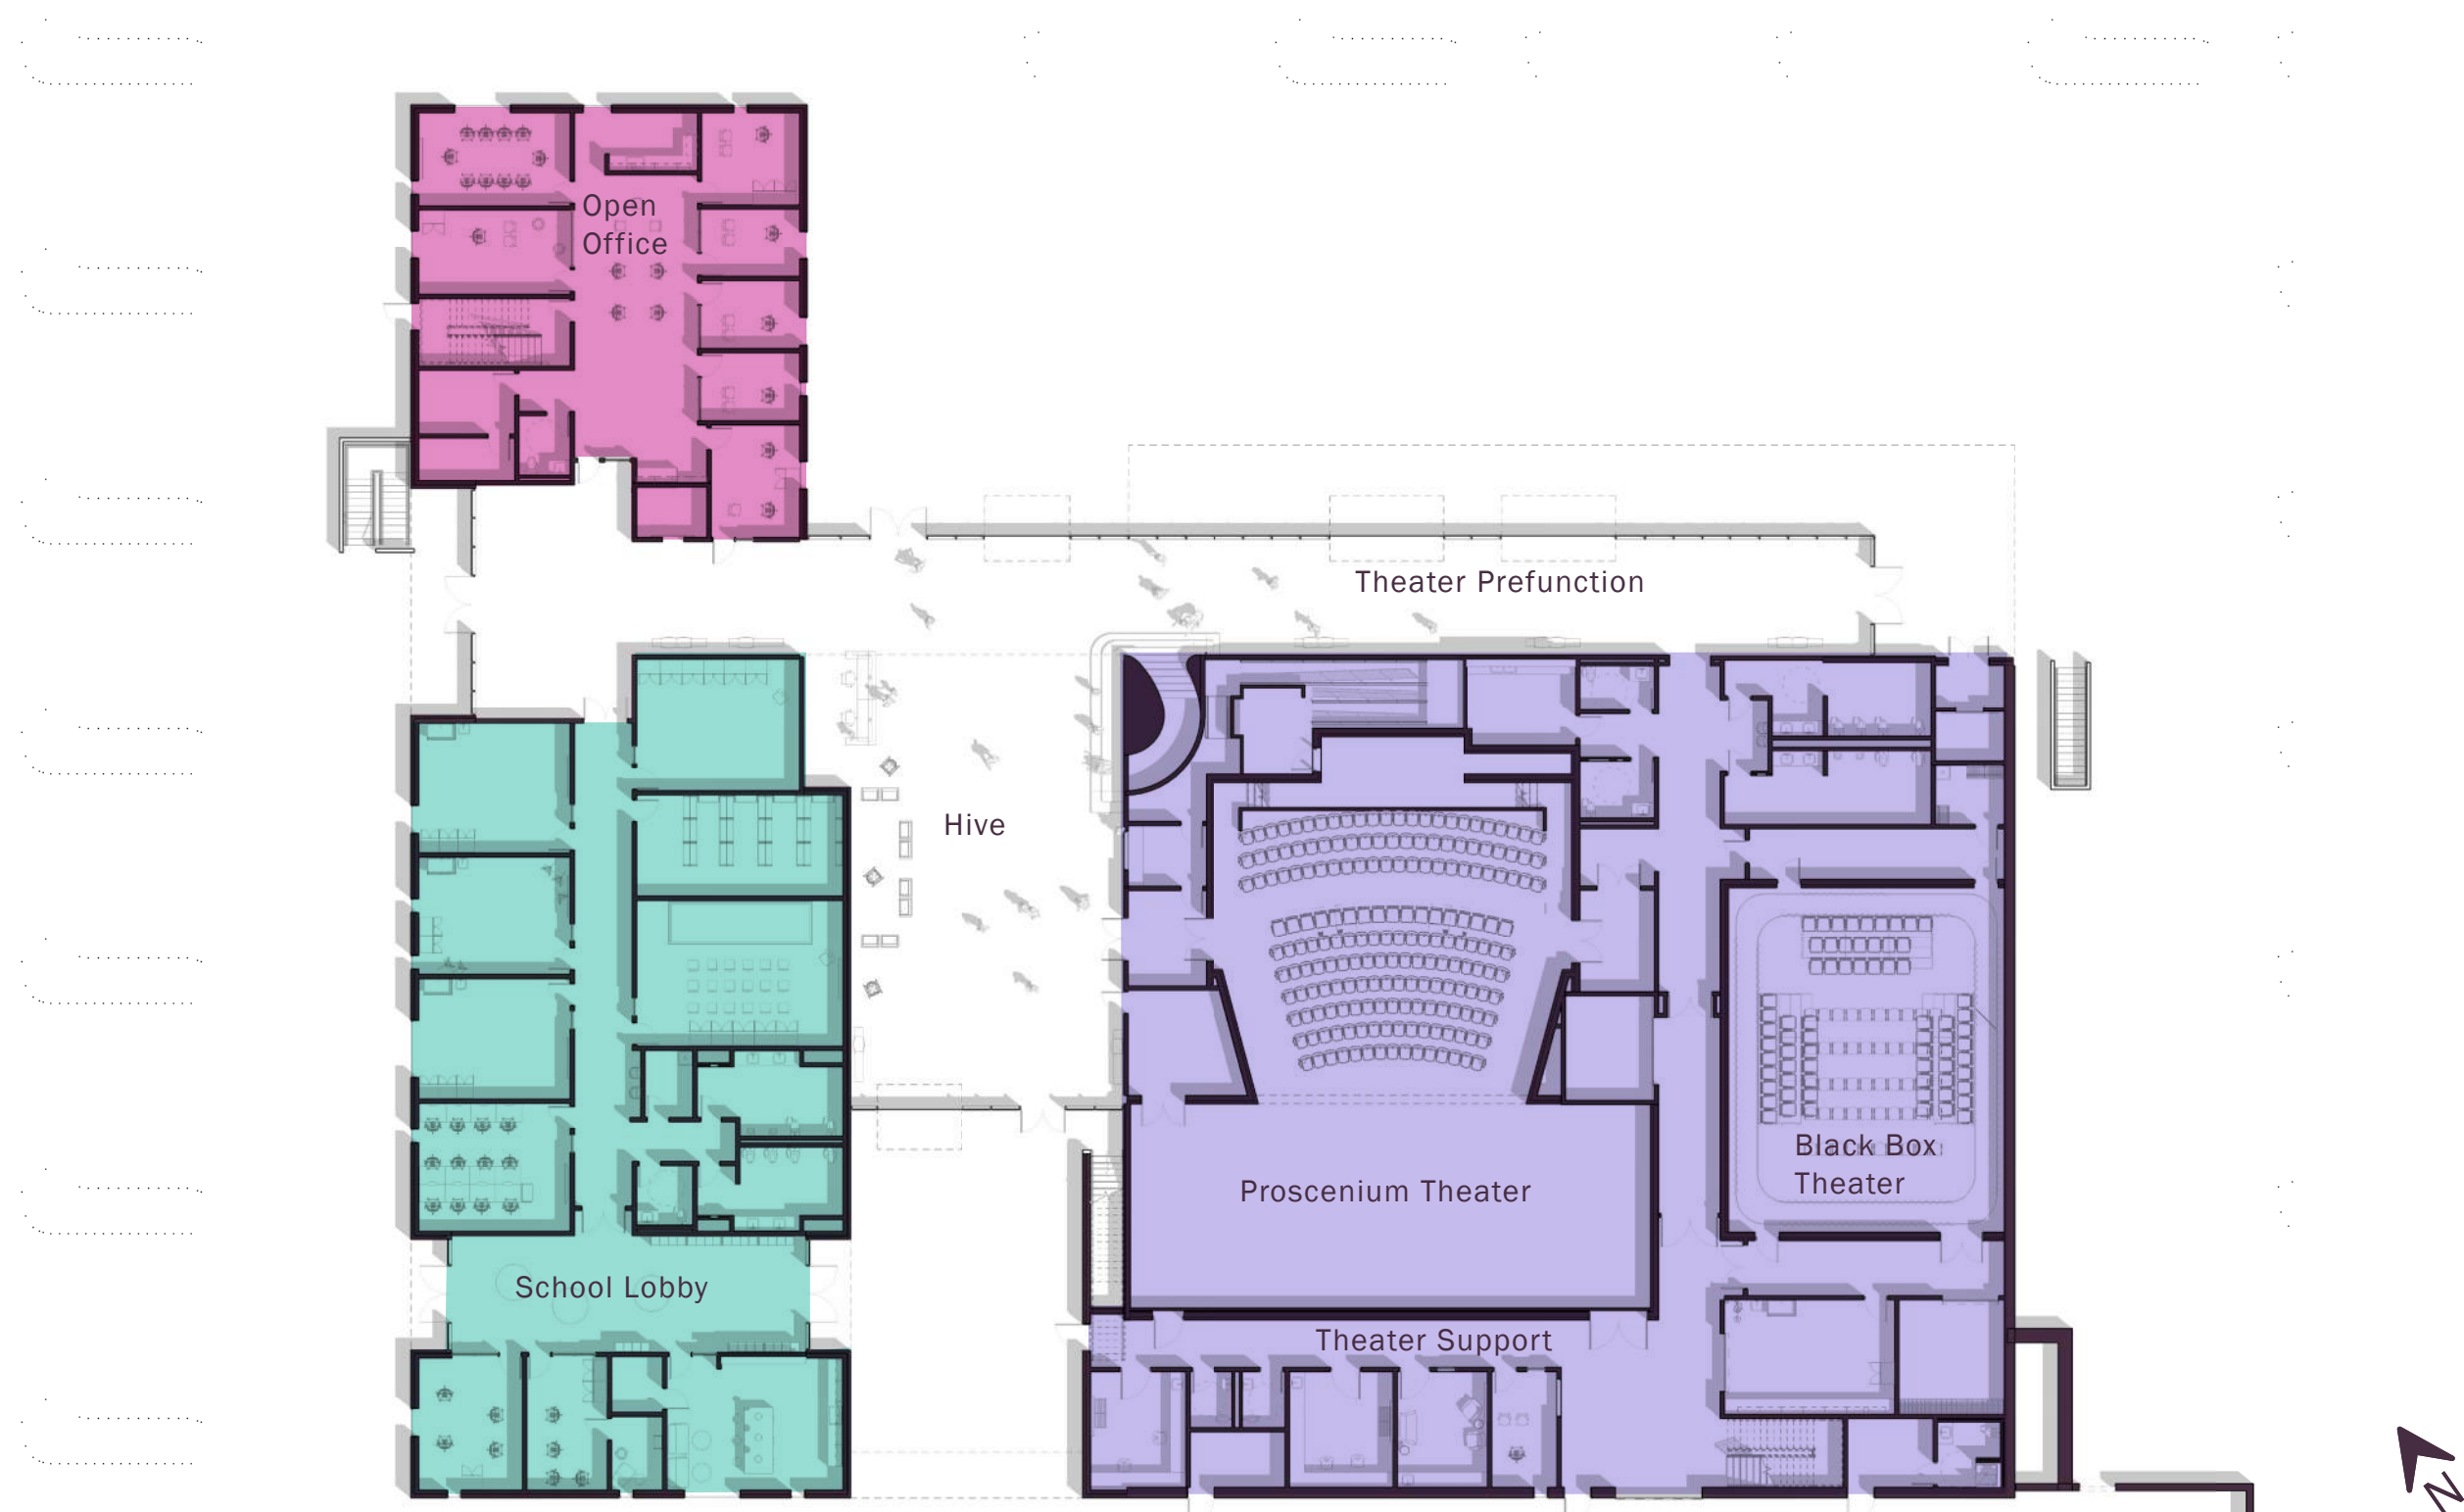 Open
Office
Theater Prefunction
Hive
Black Box
Theater
Proscenium Theater
School Lobby
Theater Support
N